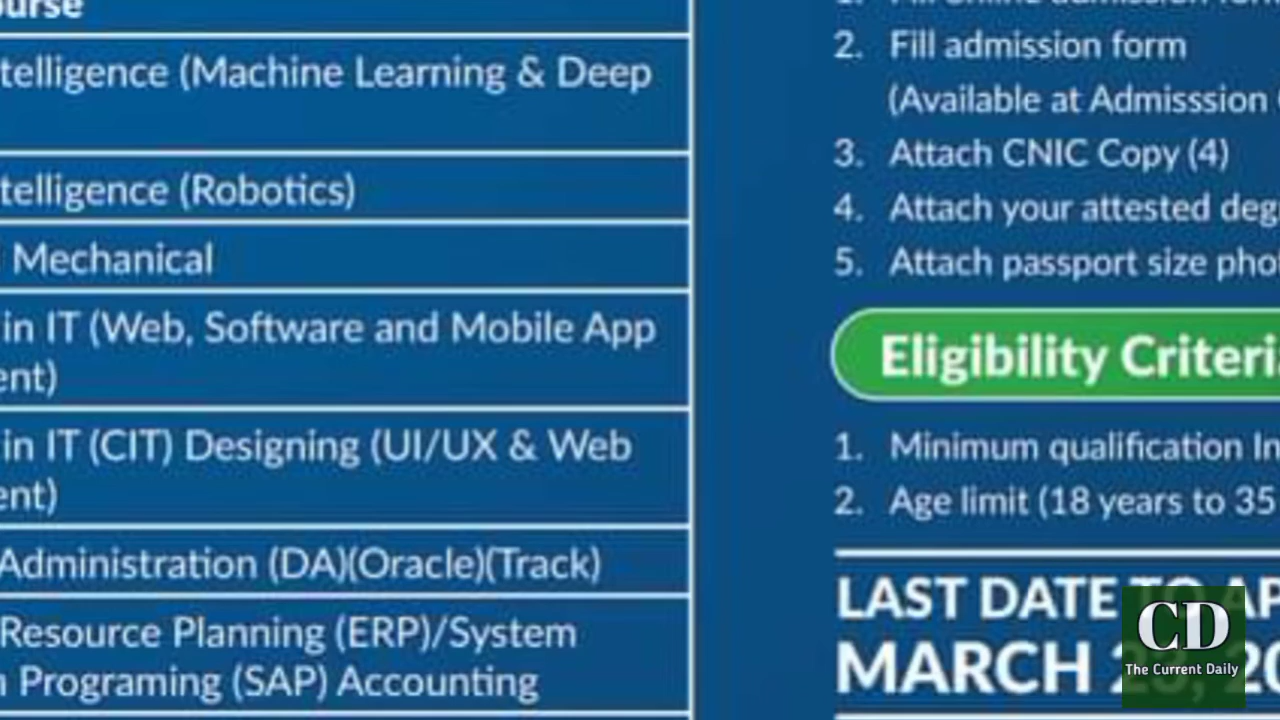 ourse
telligence (Machine Learning & Deep
telligence (Robotics)
Mechanical
in IT (Web, Software and Mobile App
ent)
in IT (CIT) Designing (UI/UX & Web
ent)
Administration (DA)(Oracle)(Track)
Resource Planning (ERP)/System
Programing (SAP) Accounting
2. Fill admission form
(Available at Admisssion
3. Attach CNIC Copy (4)
4. Attach your attested deg
5. Attach passport size phot
Eligibility Criteria
1. Minimum qualification In
2. Age limit (18 years to 35
LAST DATE TO AP
MARCH
CD
The Current Daily